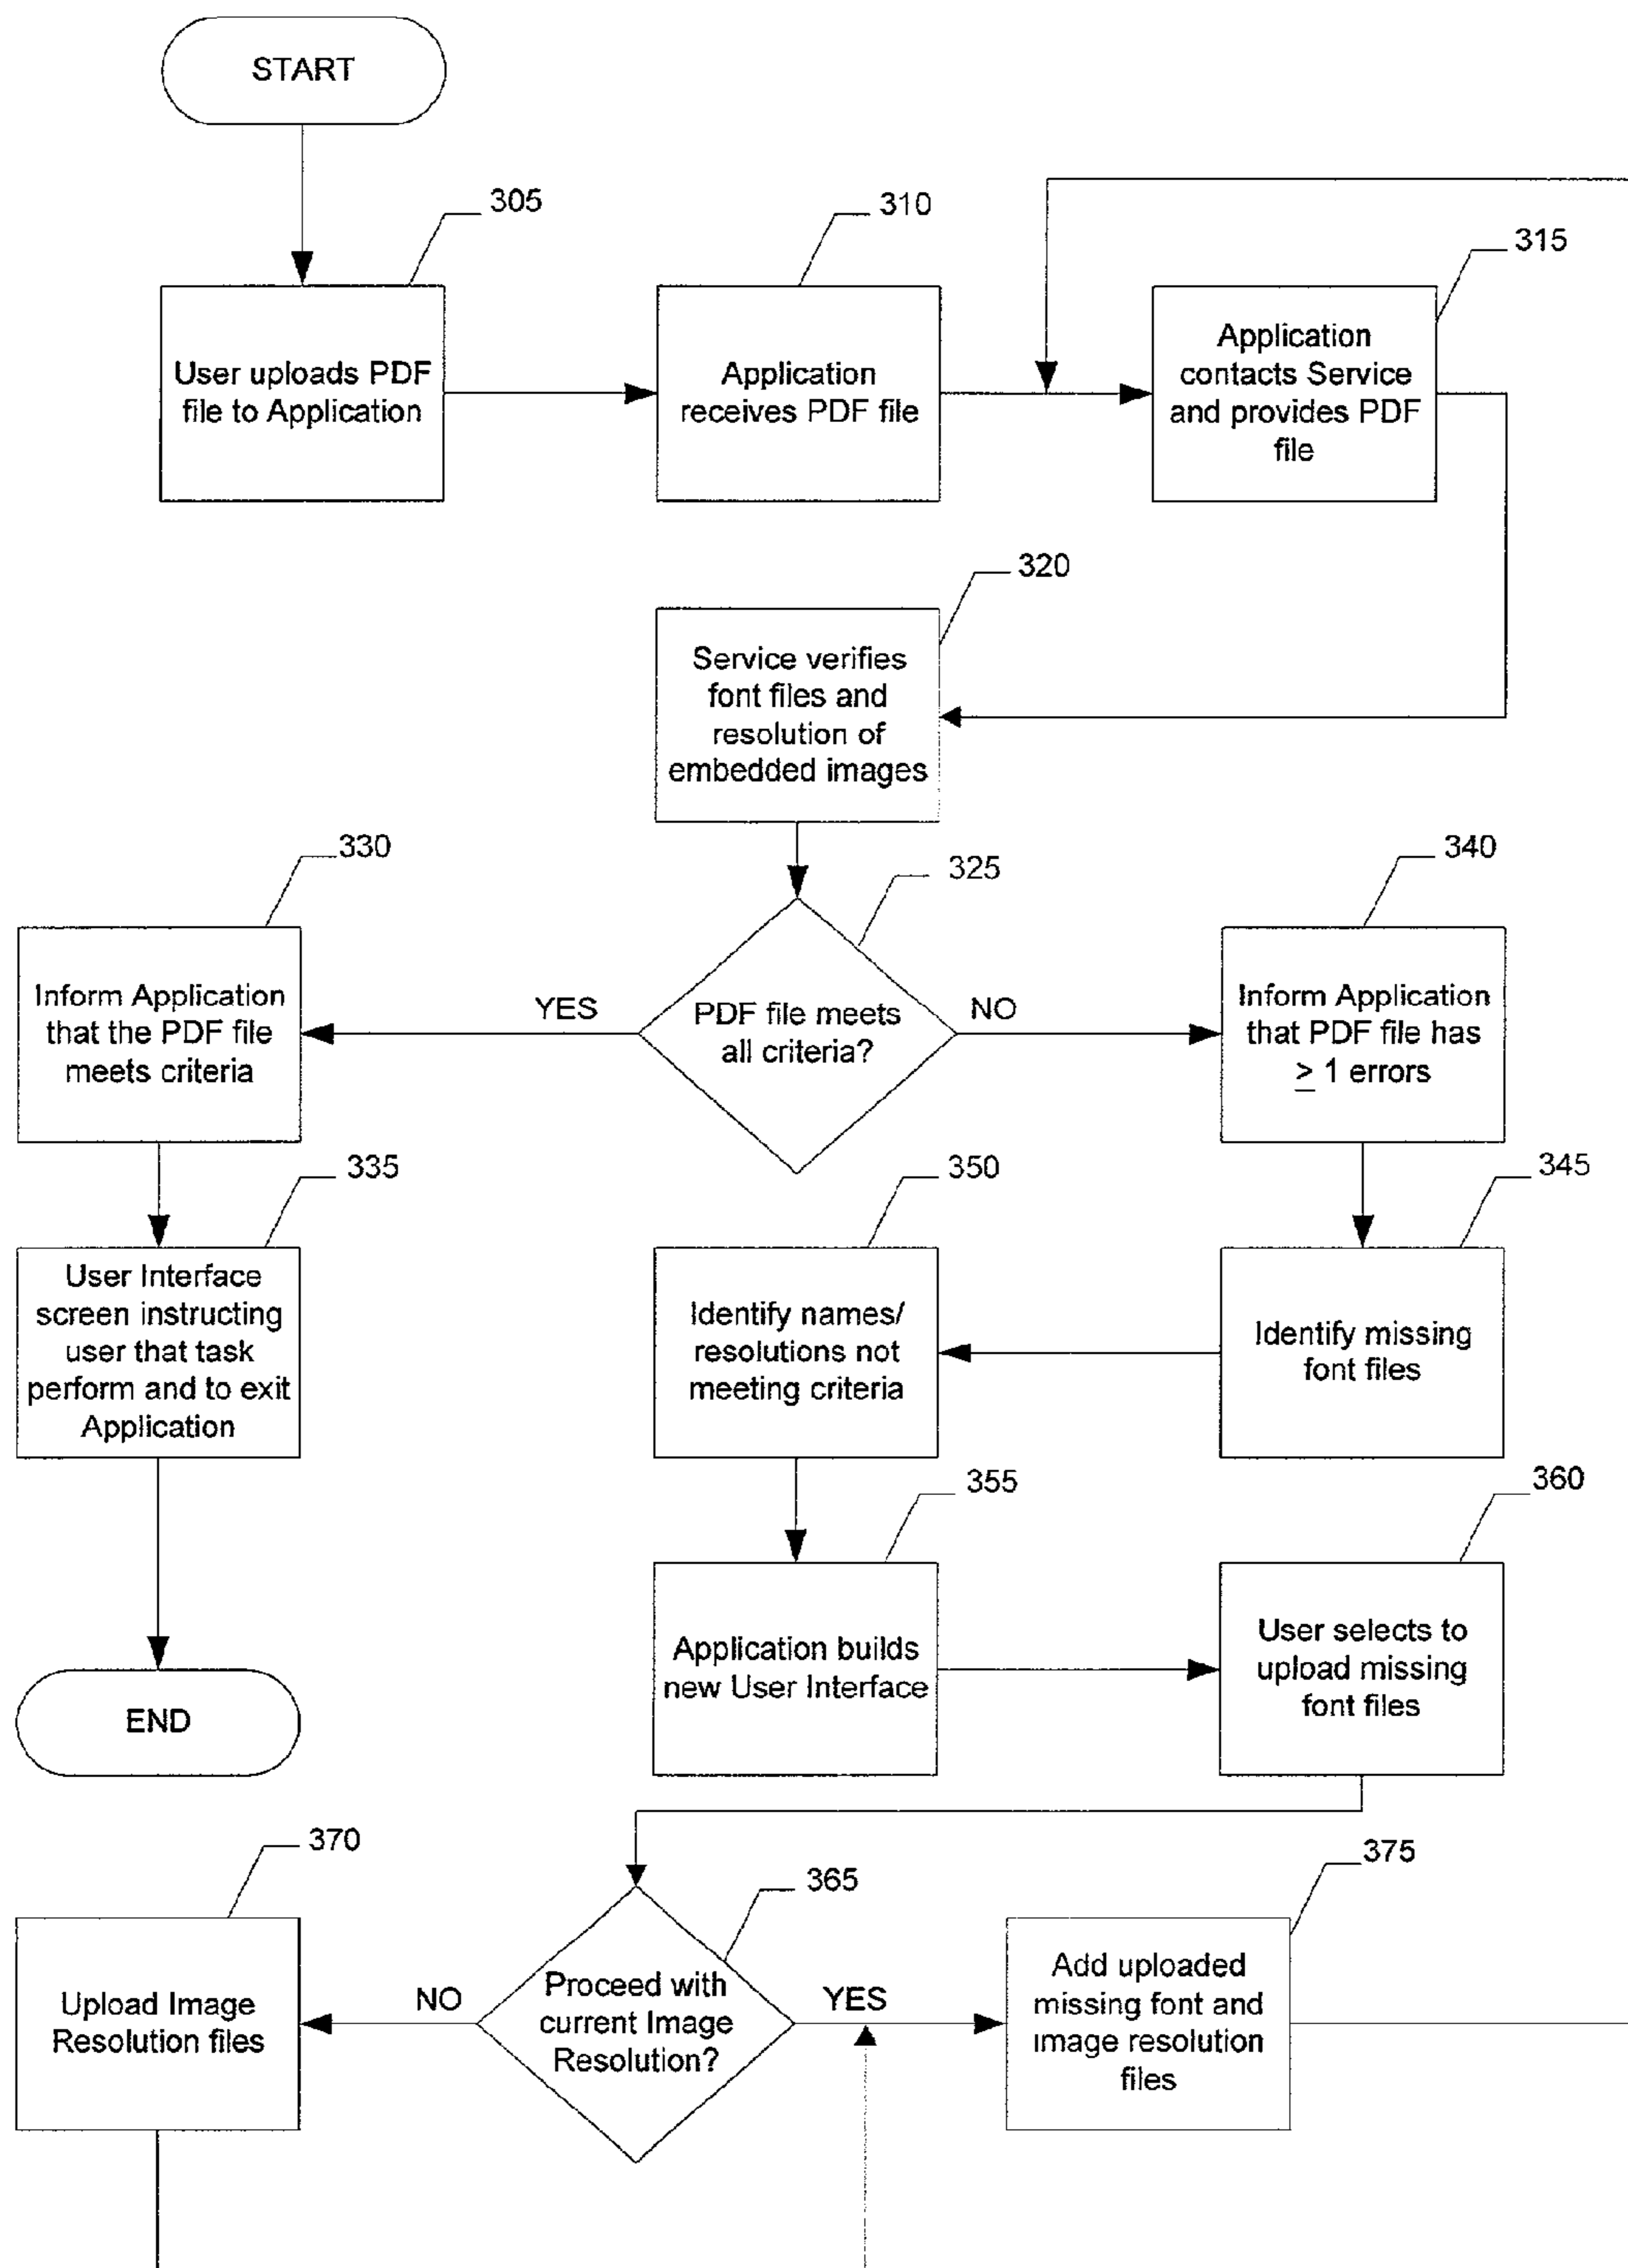 START
305
310
315
User uploads PDF
file to Application
Application
receives PDF file
Application
contacts Service
and provides PDF
file
320
Service verifies
font files and
resolution of
embedded images
330
325
340
Inform Application
that the PDF file
meets criteria
YES
PDF file meets
all criteria?
NO
Inform Application
that PDF file has
≥ 1 errors
335
350
345
User Interface
screen instructing
user that task
perform and to exit
Application
Identify names/
resolutions not
meeting criteria
Identify missing
font files
355
360
END
Application builds
new User Interface
User selects to
upload missing
font files
370
365
375
Upload Image
Resolution files
NO
Proceed with
current Image
Resolution?
YES
Add uploaded
missing font and
image resolution
files